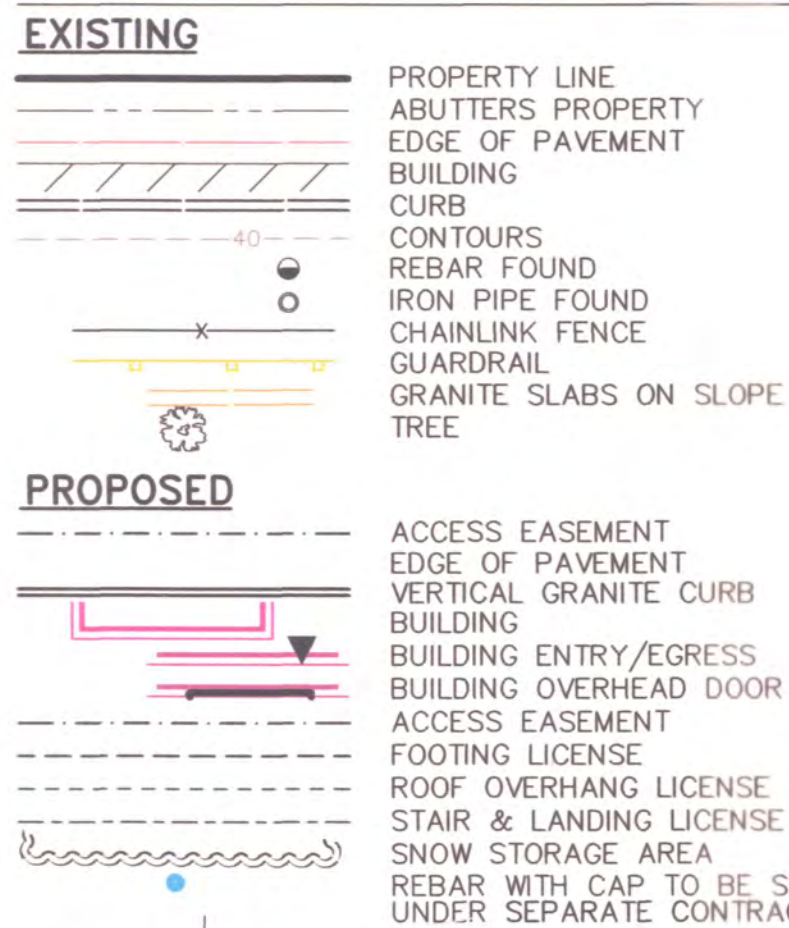 EXISTING
PROPERTY LINE
ABUTTERS PROPERTY
EDGE OF PAVEMENT
BUILDING
CURB
40
CONTOURS
REBAR FOUND
IRON PIPE FOUND
X
CHAINLINK FENCE
GUARDRAIL
GRANITE SLABS ON SLOPE
TREE
PROPOSED
ACCESS EASEMENT
EDGE OF PAVEMENT
VERTICAL GRANITE CURB
BUILDING
BUILDING ENTRY/EGRESS
BUILDING OVERHEAD DOOR
ACCESS EASEMENT
FOOTING LICENSE
ROOF OVERHANG LICENSE
STAIR & LANDING LICENSE
SNOW STORAGE AREA
REBAR WITH CAP TO BE
UNDER SEPARATE